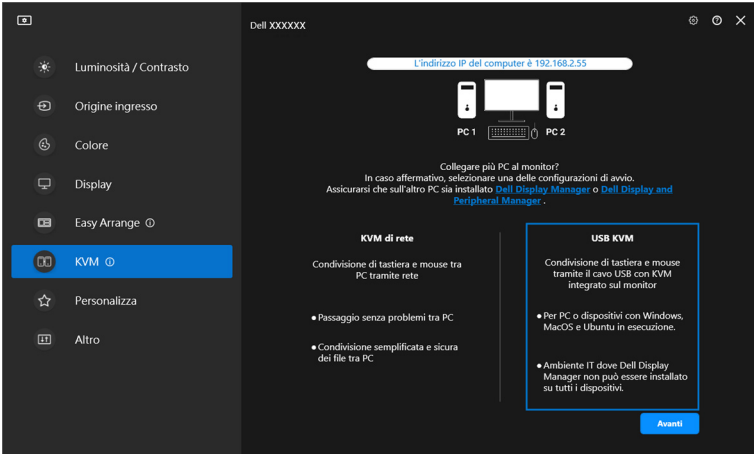 Dell XXXXXX
Luminosità / Contrasto
Origine ingresso
Colore
Display
Easy Arrange
KVM
Personalizza
Altro
L'indirizzo IP del computer è 192.168.2.55
PC 1
PC 2
Collegare più PC al monitor?
In caso affermativo, selezionare una delle configurazioni di avvio.
Assicurarsi che sull'altro PC sia installato Dell Display Manager o Dell Display and
Peripheral Manager .
KVM di rete
Condivisione di tastiera e mouse tra
PC tramite rete
• Passaggio senza problemi tra PC
• Condivisione semplificata e sicura
dei file tra PC
USB KVM
Condivisione di tastiera e mouse
tramite il cavo USB con KVM
integrato sul monitor
• Per PC o dispositivi con Windows,
MacOS e Ubuntu in esecuzione.
• Ambiente IT dove Dell Display
Manager non può essere installato
su tutti i dispositivi.
Avanti